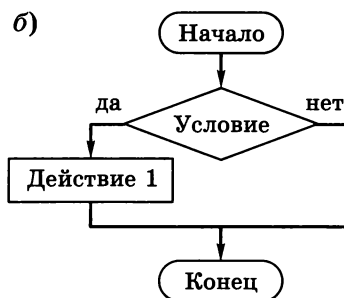 б)
Начало
да
нет
Условие
Действие 1
Конец